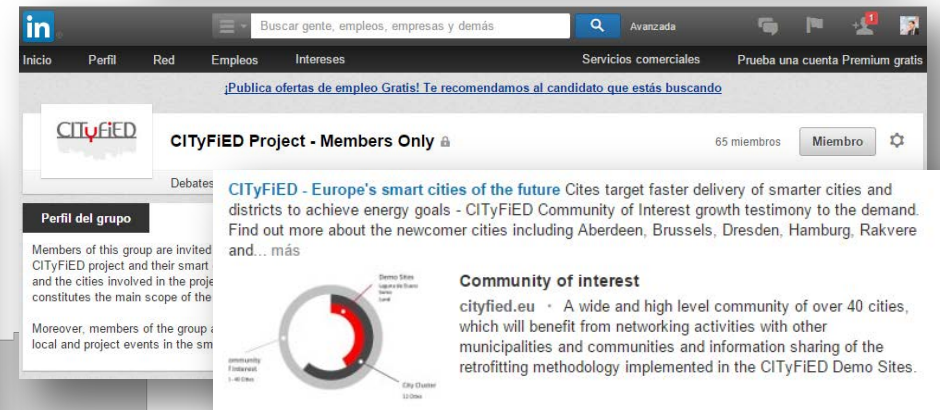 in
Buscar gente, empleos, empresas y demás
Avanzada
1
Inicio Perfil Red Empleos Intereses Servicios comerciales Prueba una cuenta Premium gratis
¡Publica ofertas de empleo Gratis! Te recomendamos al candidato que estás buscando
CITyFiED
CITyFiED Project - Members Only
65 miembros
Miembro
Debates
Perfil del grupo
Members of this group are invited
CITyFiED project and their smart
and the cities involved in the proje
constitutes the main scope of the
Moreover, members of the group a
local and project events in the sm
CITyFiED - Europe's smart cities of the future Cites target faster delivery of smarter cities and
districts to achieve energy goals - CITyFiED Community of Interest growth testimony to the demand.
Find out more about the newcomer cities including Aberdeen, Brussels, Dresden, Hamburg, Rakvere
and... más
Demo Sites
Laguna de Duero
Soma
Lund
ommunity
f Interest
City Cluster
Community of interest
cityfied.eu · A wide and high level community of over 40 cities,
which will benefit from networking activities with other
municipalities and communities and information sharing of the
retrofitting methodology implemented in the CITyFiED Demo Sites.